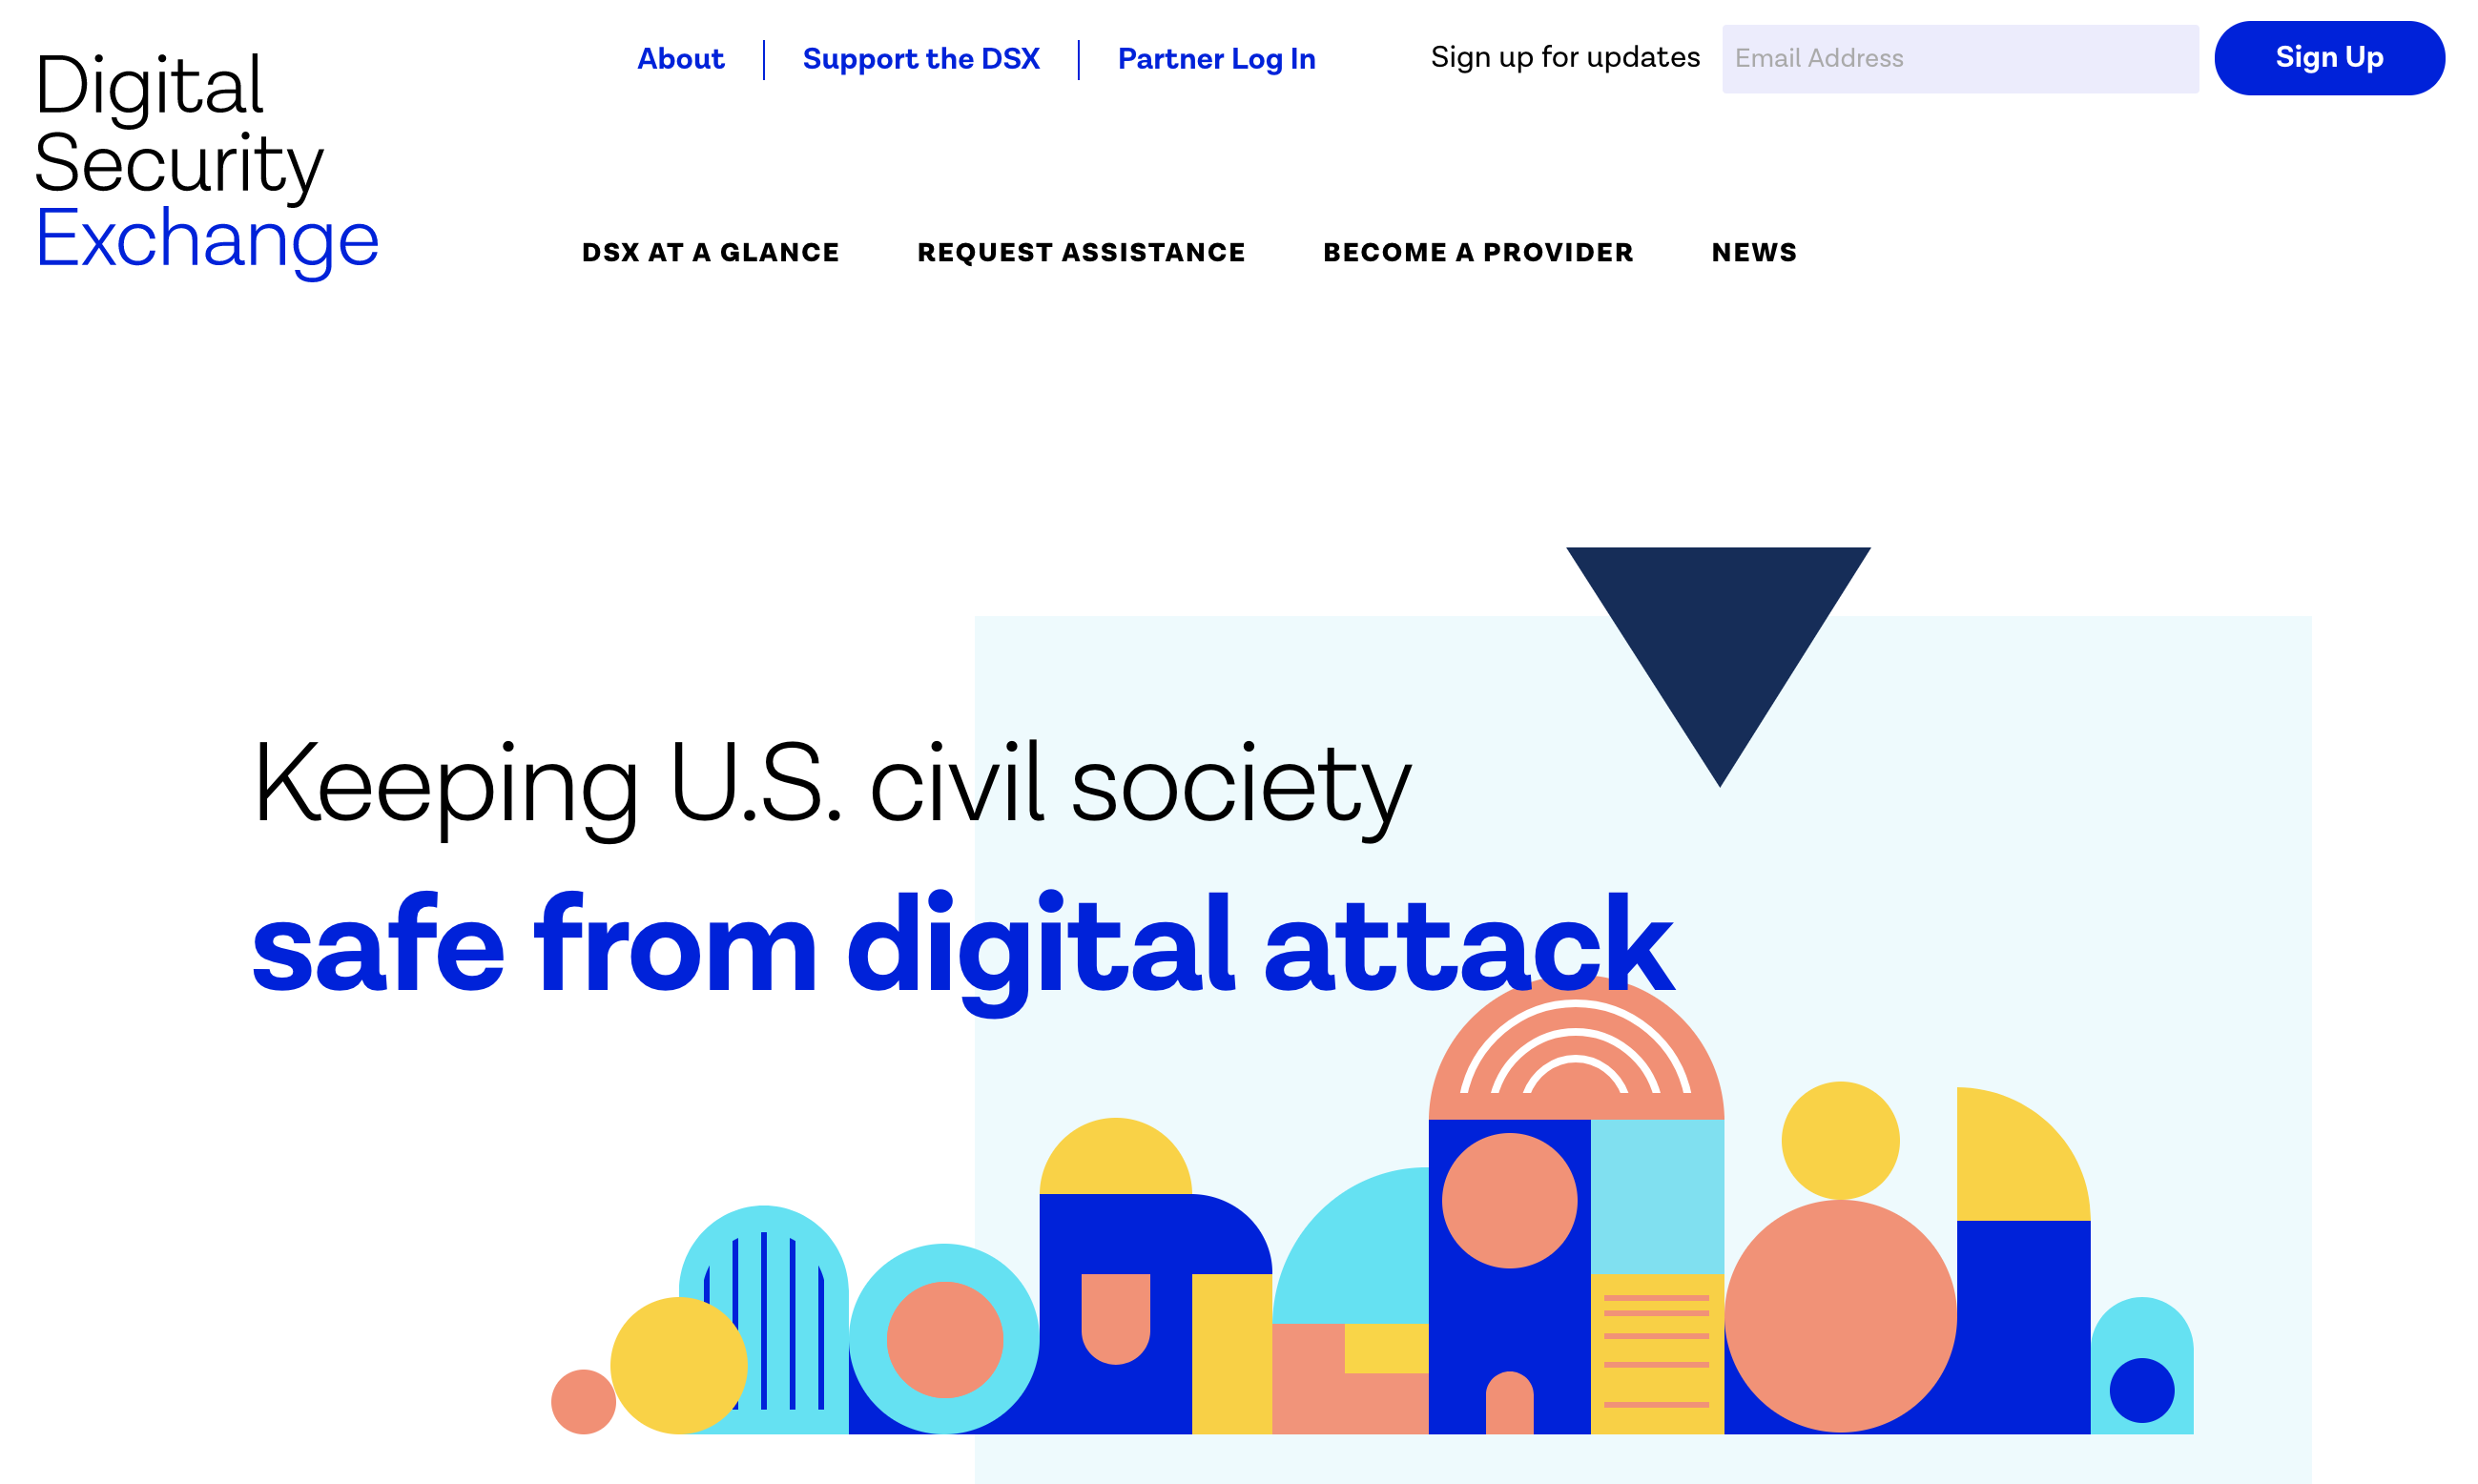 Digital
Security
Exchange
About
Support the DSX
Partner Log In
Sign up for updates
Email Address
Sign Up
DSX AT A GLANCE
REQUEST ASSISTANCE
BECOME A PROVIDER
NEWS
Keeping U.S. civil society
safe from digital attack